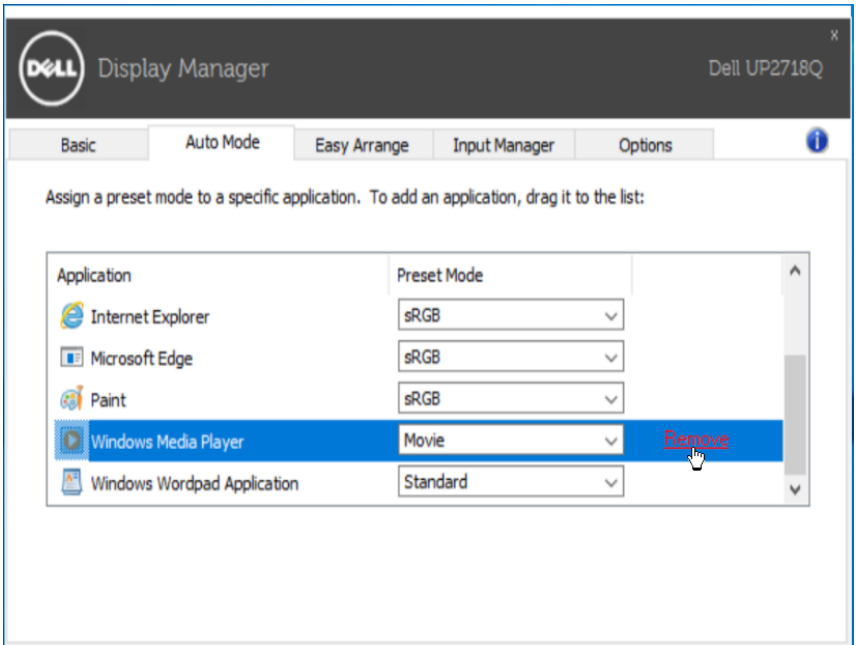 x
DELL Display Manager Dell UP2718Q
Basic Auto Mode Easy Arrange Input Manager Options i
Assign a preset mode to a specific application. To add an application, drag it to the list:
Application Preset Mode
Internet Explorer sRGB
Microsoft Edge sRGB
Paint sRGB
Windows Media Player Movie Remove
Windows Wordpad Application Standard